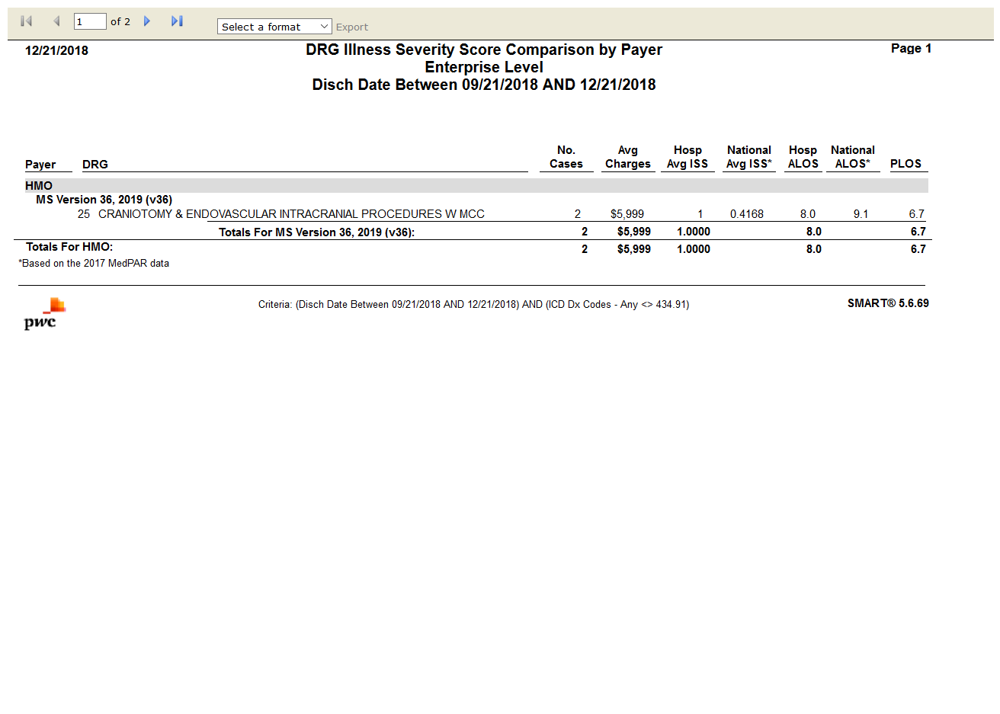 1 of 2 Select a format Export
12/21/2018 DRG Illness Severity Score Comparison by Payer Page 1
Enterprise Level
Disch Date Between 09/21/2018 AND 12/21/2018
No. Avg Hosp National Hosp National
Payer DRG Cases Charges Avg ISS Avg ISS* ALOS ALOS* PLOS
HMO
MS Version 36, 2019 (v36)
25 CRANIOTOMY & ENDOVASCULAR INTRACRANIAL PROCEDURES W MCC 2 $5,999 1 0.4168 8.0 9.1 6.7
Totals For MS Version 36, 2019 (v36): 2 $5,999 1.0000 8.0 6.7
Totals For HMO: 2 $5,999 1.0000 8.0 6.7
*Based on the 2017 MedPAR data
Criteria: (Disch Date Between 09/21/2018 AND 12/21/2018) AND (ICD Dx Codes - Any <> 434.91) SMART® 5.6.69
pwc